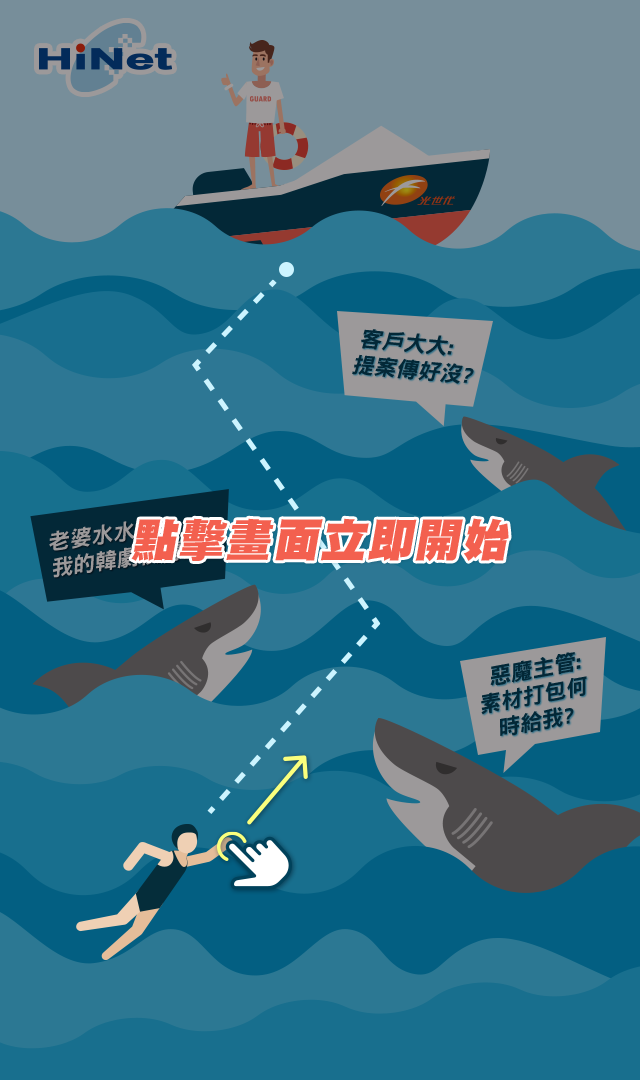 HiNet
GUARD
光世代
客戶大大:
提案傳好沒?
老婆水水
我的韓劇
點擊畫面立即開始
惡魔主管:
素材打包何
時給我?